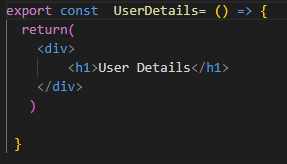 export const  UserDetails= () => {
  return(
    <div>
        <h1>User Details</h1>
    </div>
   )

 }